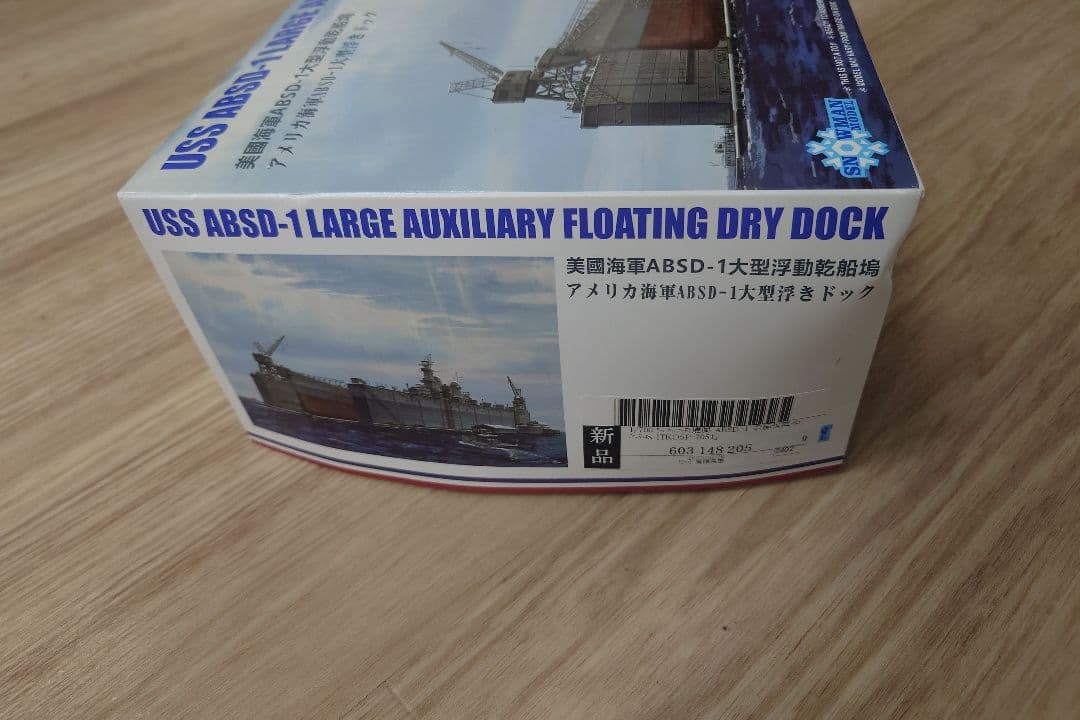 USS ABSD-1 LARGE
美國海軍ABSD-1大型浮動乾船塢
アメリカ海軍ABSD-1大型浮きドック
SNOWMAN
MODEL
USS ABSD-1 LARGE AUXILIARY FLOATING DRY DOCK
美國海軍ABSD-1大型浮動乾船塢
アメリカ海軍ABSD-1大型浮きドック
新品
603 148 205